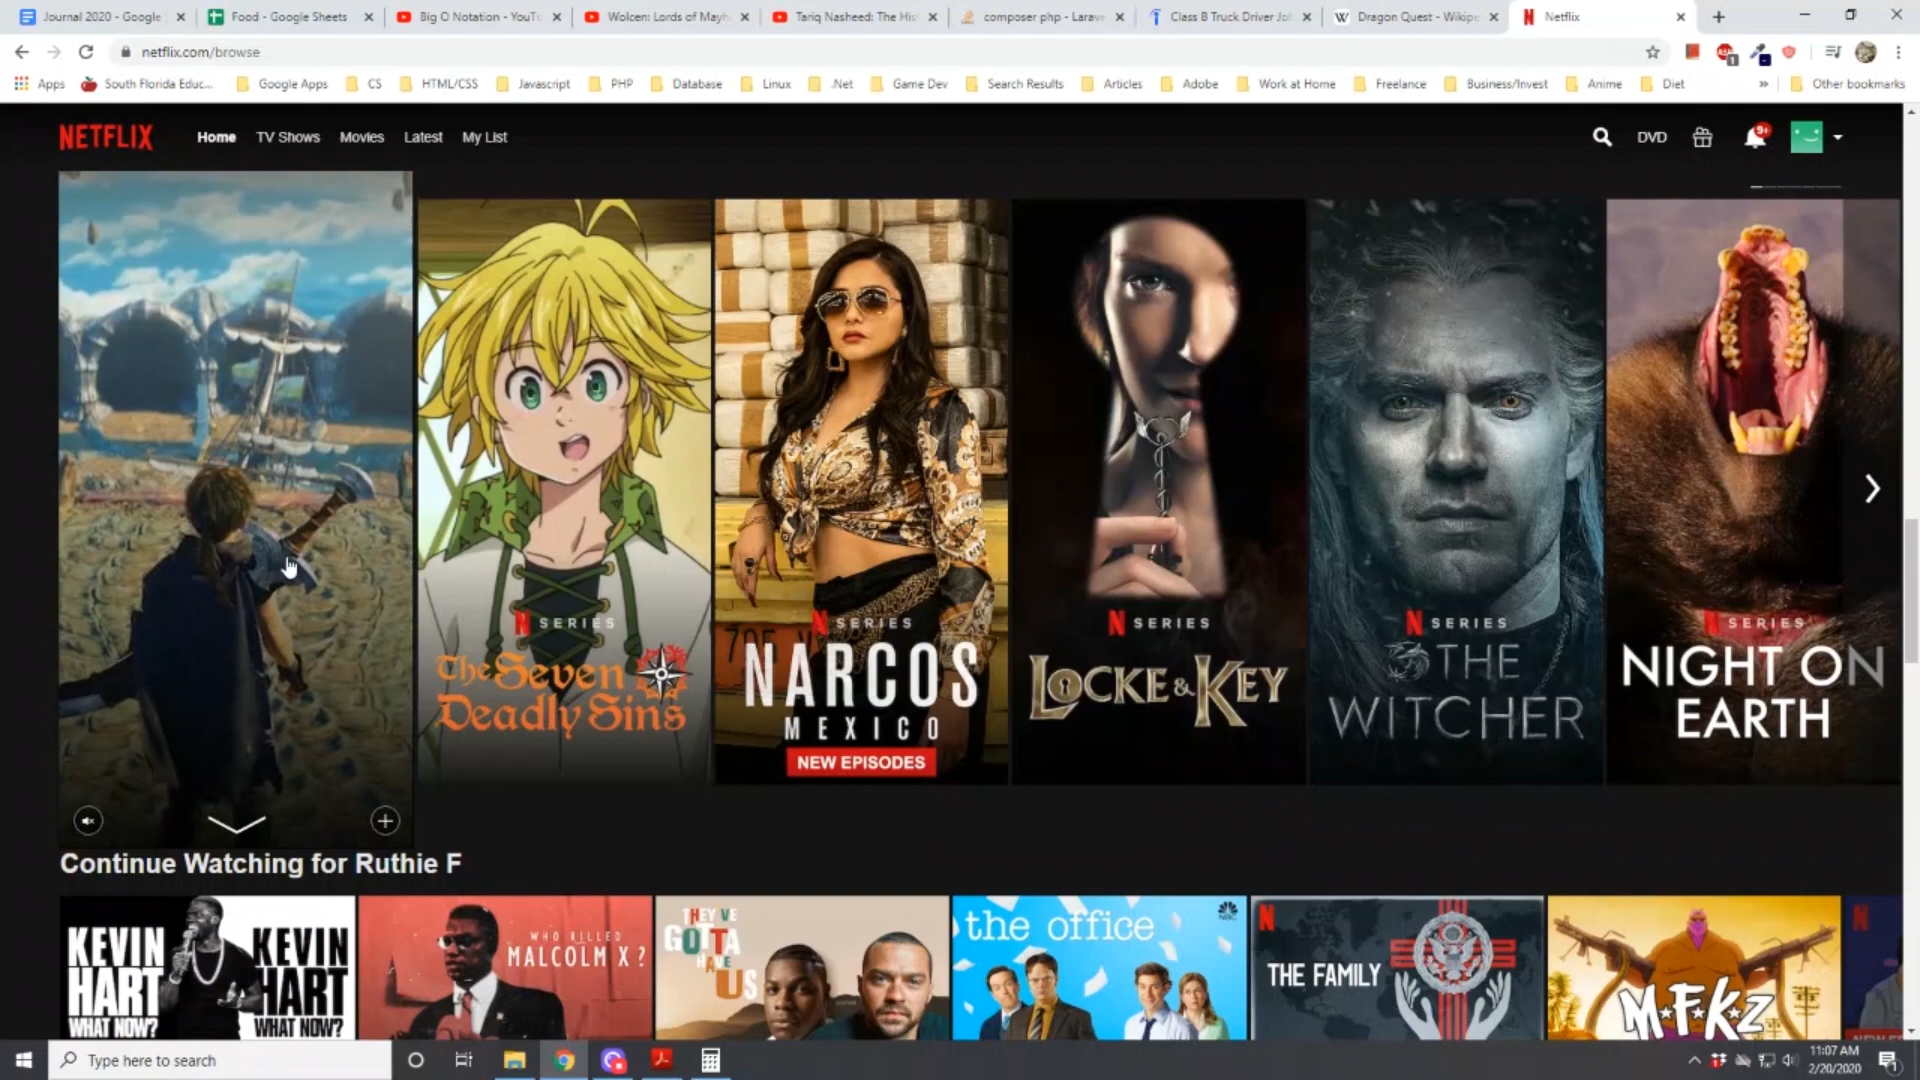 Journal 2020 - Google
Food - Google Sheets
Big O Notation - YouTu
Wolcen: Lords of Mayh
Tariq Nasheed: The His
composer php - Larave
Class B Truck Driver Jo
Dragon Quest - Wikipe
Netflix
netflix.com/browse
Apps
South Florida Educ...
Google Apps
CS
HTML/CSS
Javascript
PHP
Database
Linux
.Net
Game Dev
Search Results
Articles
Adobe
Work at Home
Freelance
Business/Invest
Anime
Diet
Other bookmarks
NETFLIX
Home
TV Shows
Movies
Latest
My List
DVD
9+
N SERIES
The Seven
Deadly Sins
N SERIES
NARCOS
MEXICO
NEW EPISODES
N SERIES
LOCKE & KEY
N SERIES
THE
WITCHER
N SERIES
NIGHT ON
EARTH
Continue Watching for Ruthie F
KEVIN
HART
WHAT NOW?
KEVIN
HART
WHAT NOW?
WHO KILLED
MALCOLM X?
THEY'VE
GOTTA
HAVE
US
the office
NBC
N
THE FAMILY
M·F·K·Z
N
Type here to search
11:07 AM
2/20/2020